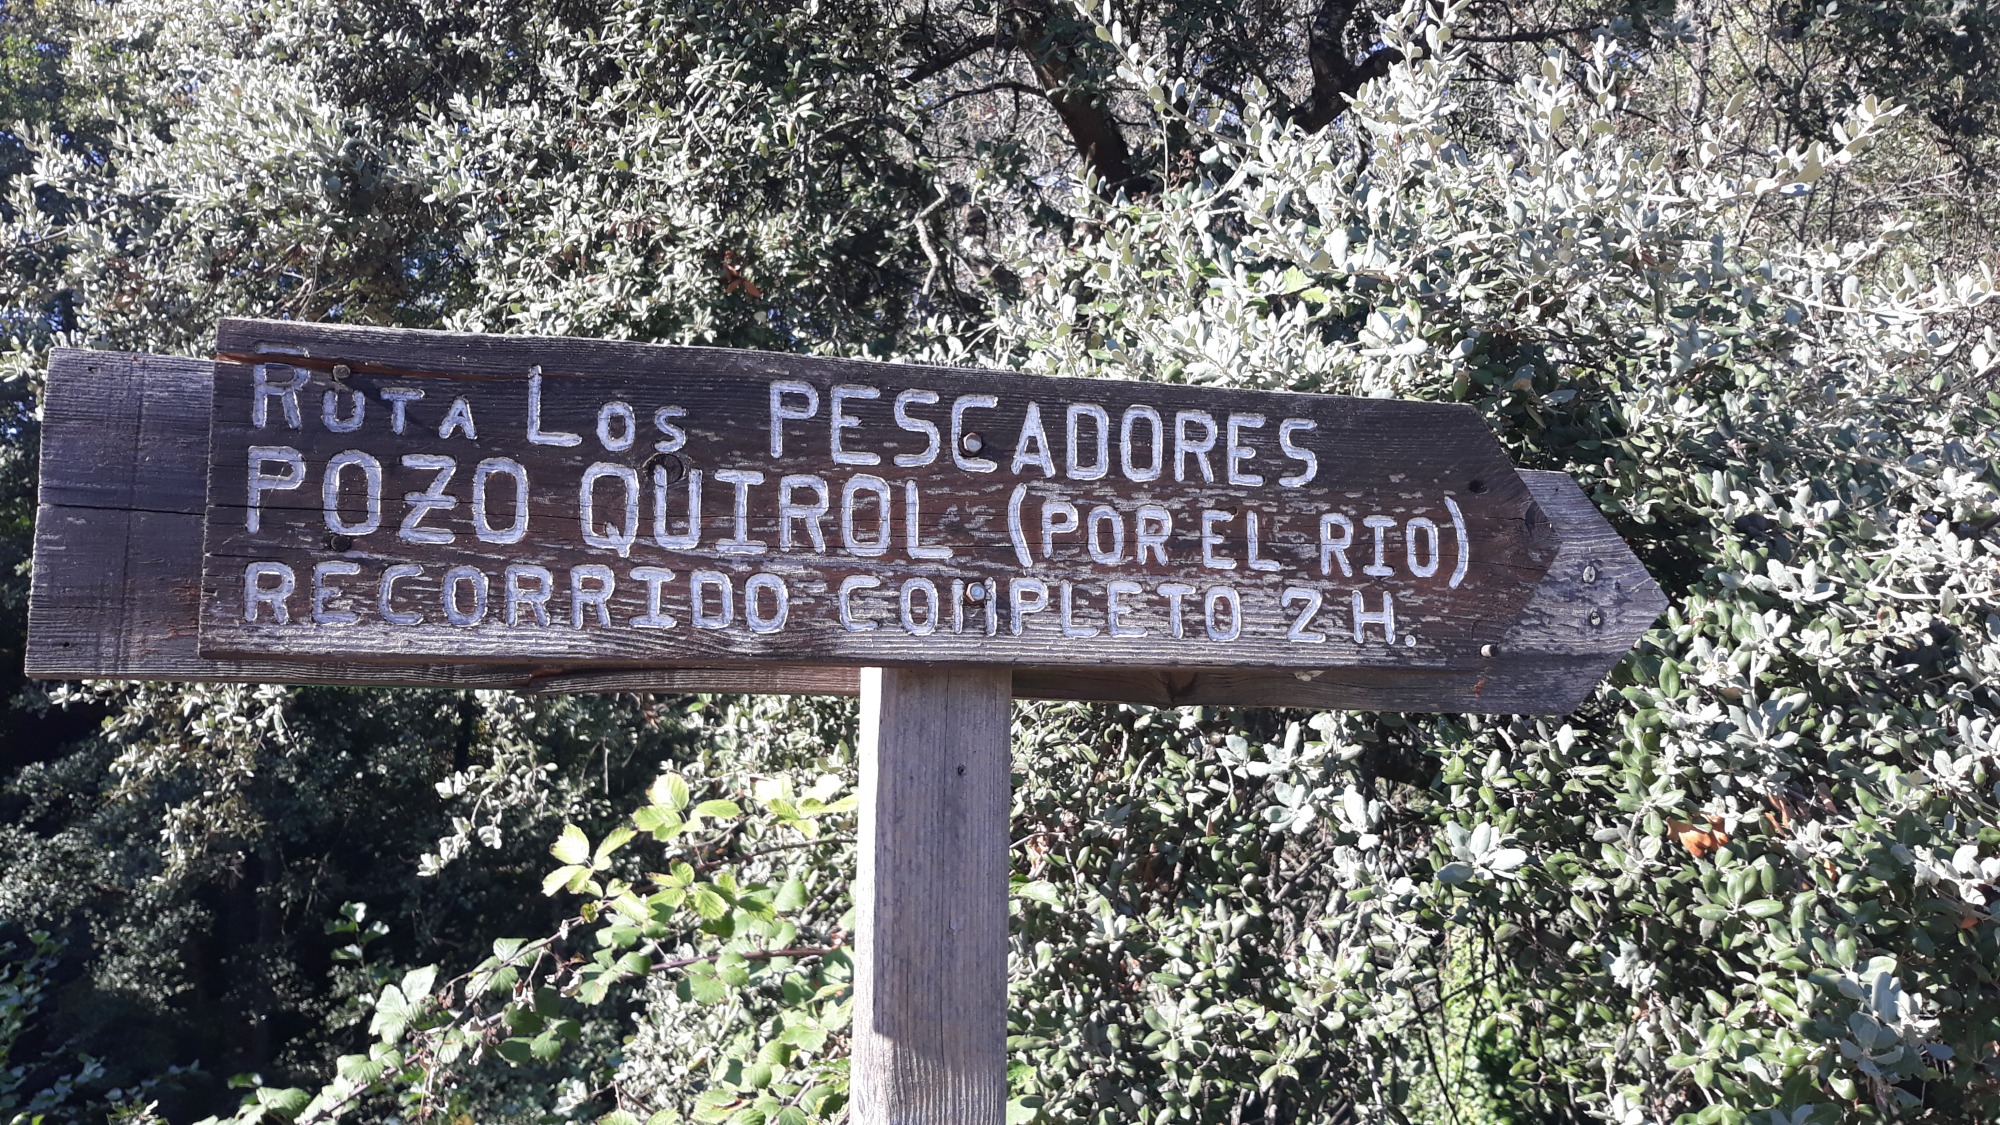 RUTA LOS PESCADORES
POZO QUIROL (POR EL RIO)
RECORRIDO COMPLETO 2 H.